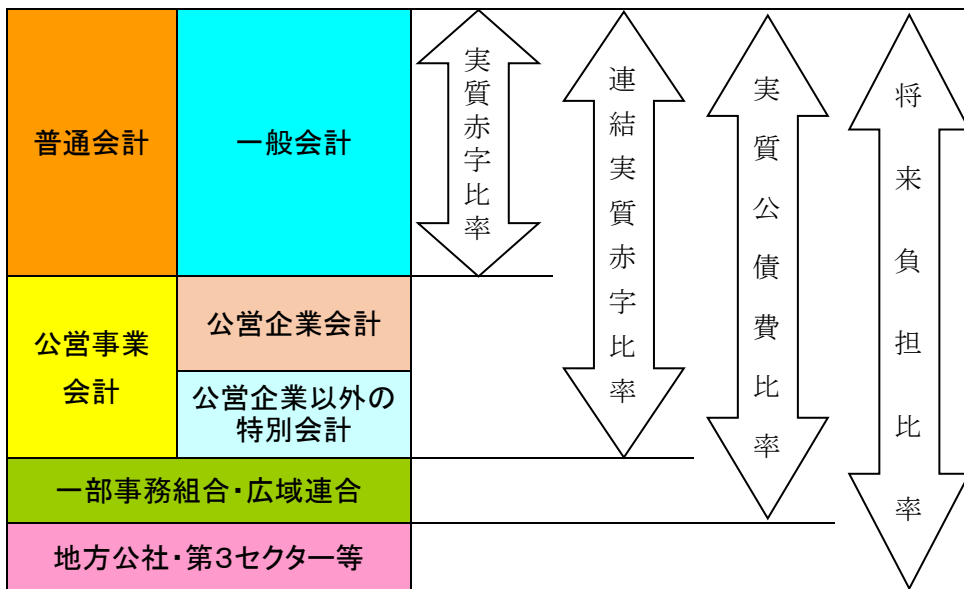 普通会計
一般会計
実質赤字比率
連結実質赤字比率
実質公債費比率
将来負担比率
公営事業
会計
公営企業会計
公営企業以外の
特別会計
一部事務組合・広域連合
地方公社・第3セクター等